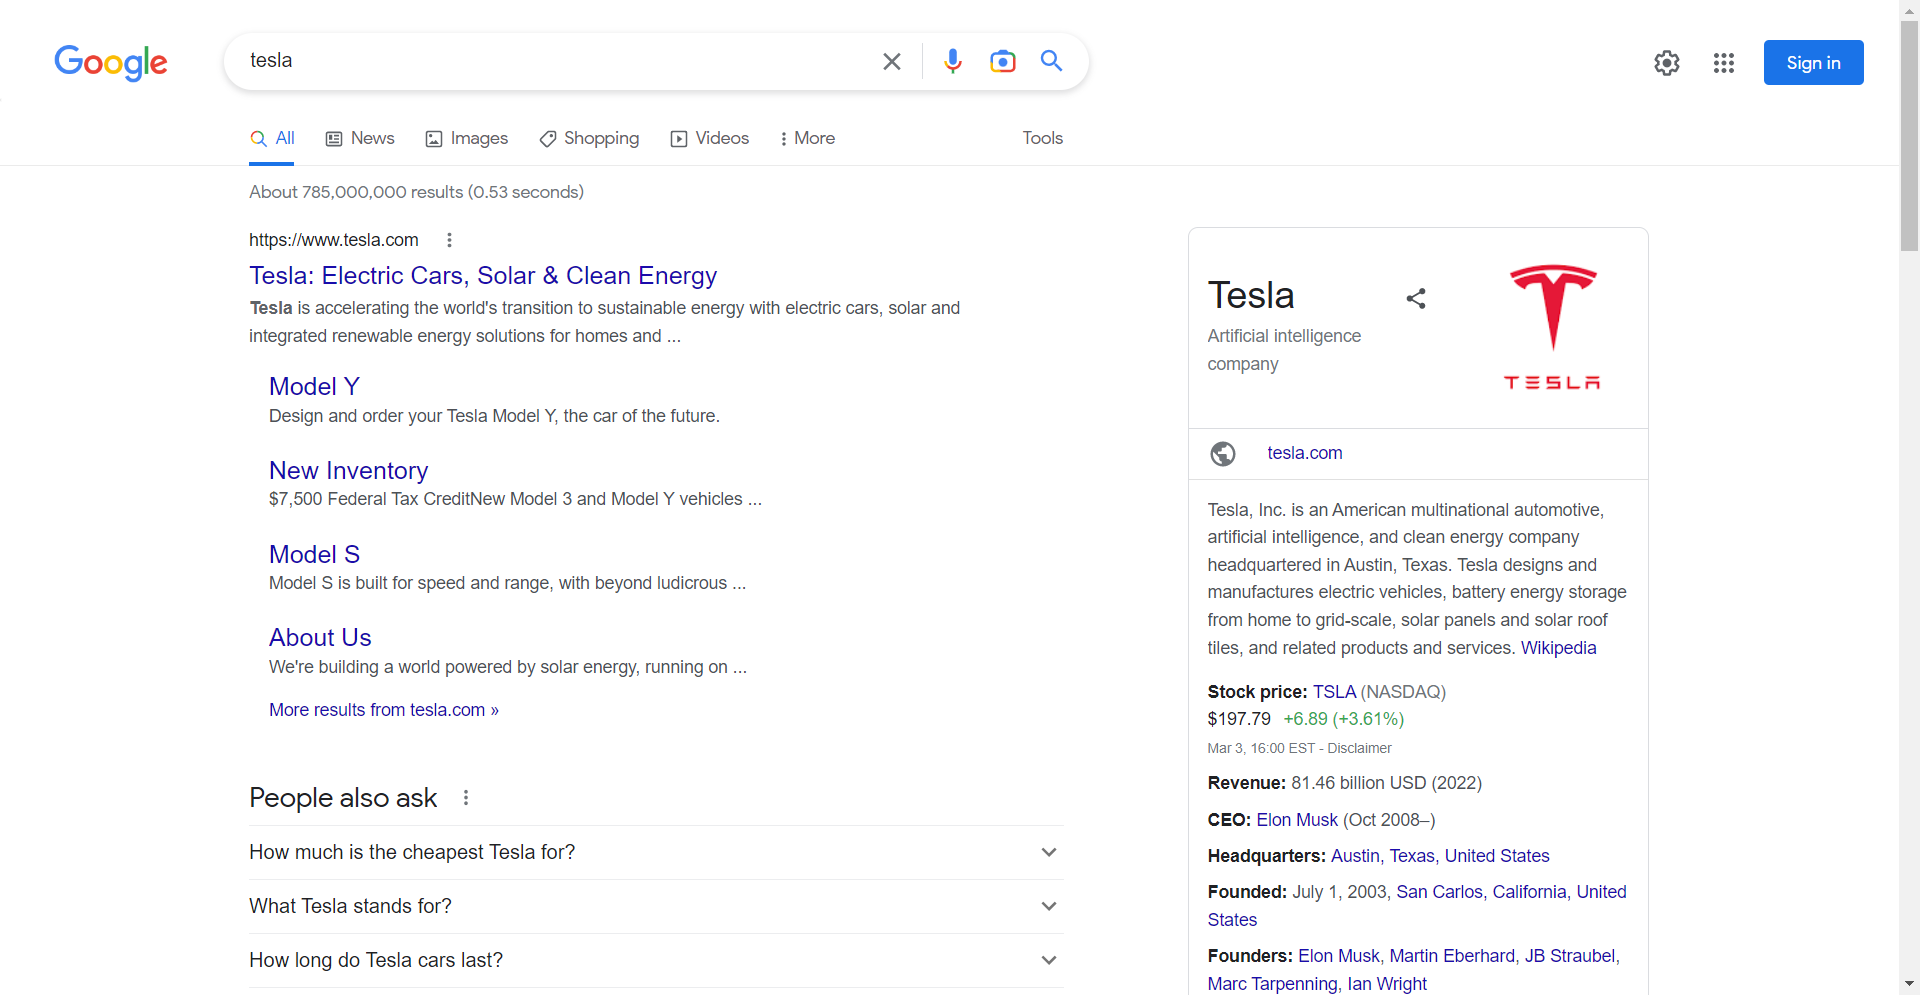 Google
tesla
Sign in
All
News
Images
Shopping
Videos
More
Tools
About 785,000,000 results (0.53 seconds)
https://www.tesla.com
Tesla: Electric Cars, Solar & Clean Energy
Tesla is accelerating the world's transition to sustainable energy with electric cars, solar and
integrated renewable energy solutions for homes and ...
Model Y
Design and order your Tesla Model Y, the car of the future.
New Inventory
$7,500 Federal Tax CreditNew Model 3 and Model Y vehicles ...
Model S
Model S is built for speed and range, with beyond ludicrous ...
About Us
We're building a world powered by solar energy, running on ...
More results from tesla.com »
People also ask
How much is the cheapest Tesla for?
What Tesla stands for?
How long do Tesla cars last?
Tesla
Artificial intelligence
company
TESLA
tesla.com
Tesla, Inc. is an American multinational automotive,
artificial intelligence, and clean energy company
headquartered in Austin, Texas. Tesla designs and
manufactures electric vehicles, battery energy storage
from home to grid-scale, solar panels and solar roof
tiles, and related products and services. Wikipedia
Stock price: TSLA (NASDAQ)
$197.79 +6.89 (+3.61%)
Mar 3, 16:00 EST - Disclaimer
Revenue: 81.46 billion USD (2022)
CEO: Elon Musk (Oct 2008–)
Headquarters: Austin, Texas, United States
Founded: July 1, 2003, San Carlos, California, United
States
Founders: Elon Musk, Martin Eberhard, JB Straubel,
Marc Tarpenning, Ian Wright